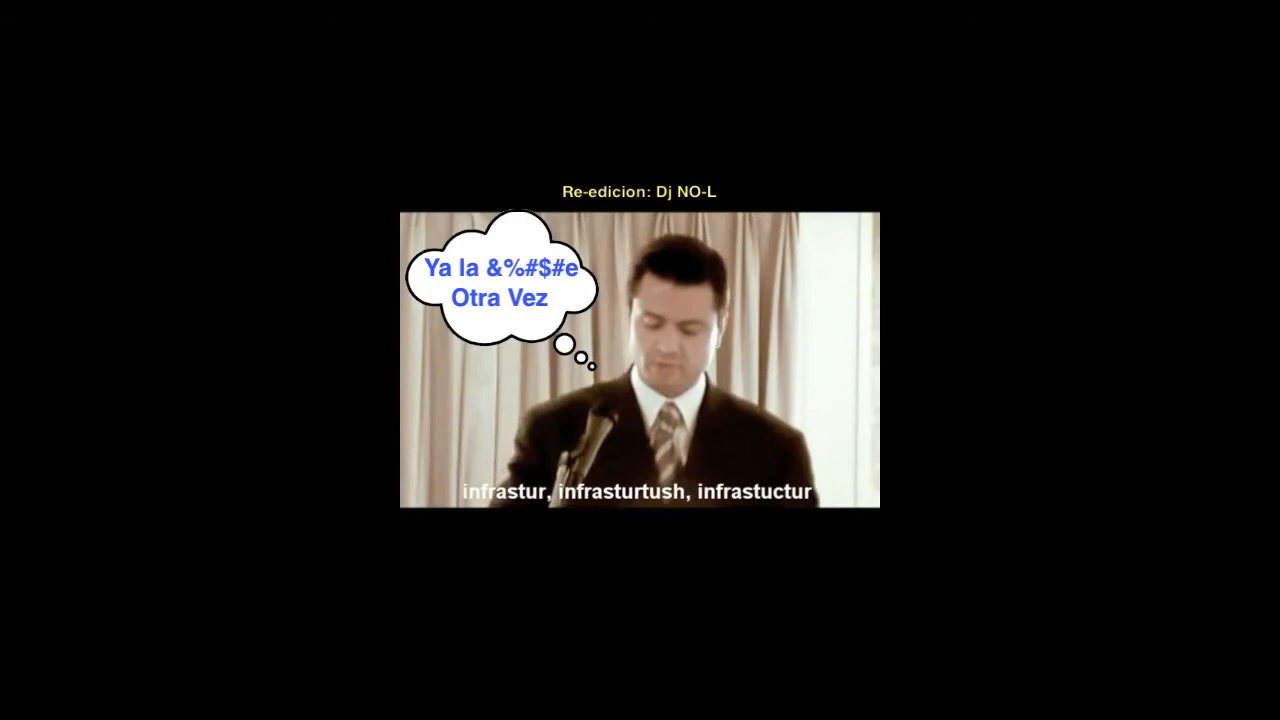 Re-edicion: Dj NO-L
Ya la &%#$#e
Otra Vez
infrastur, infrasturtush, infrastuctur